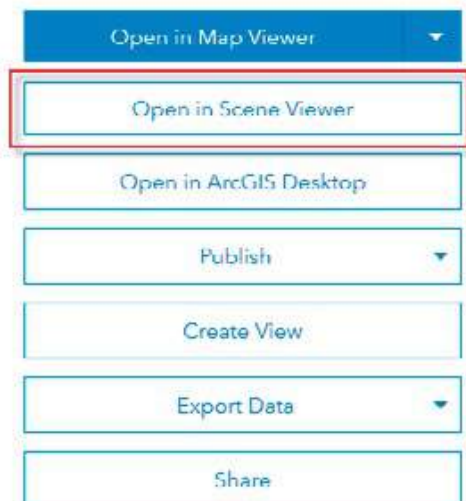 Open in Map Viewer
Open in Scene Viewer
Open in ArcGIS Desktop
Publish
Create View
Export Data
Share